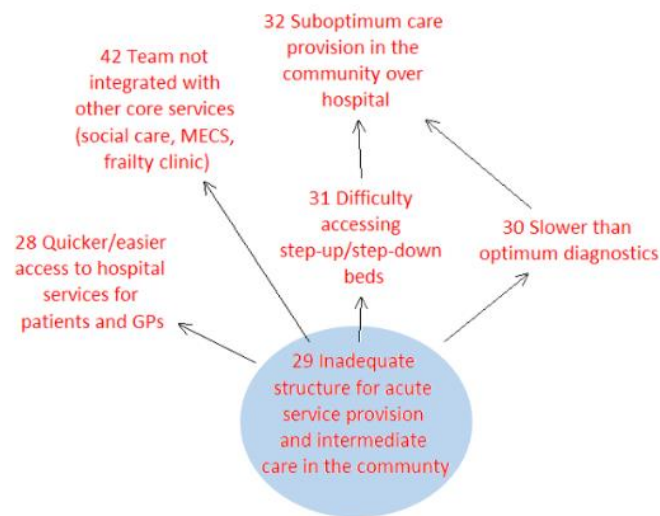 32 Suboptimum care
provision in the
community over
hospital
42 Team not
integrated with
other core services
(social care, MECS,
frailty clinic)
31 Difficulty
accessing
step-up/step-down
beds
30 Slower than
optimum diagnostics
28 Quicker/easier
access to hospital
services for
patients and GPs
29 Inadequate
structure for acute
service provision
and intermediate
care in the communty